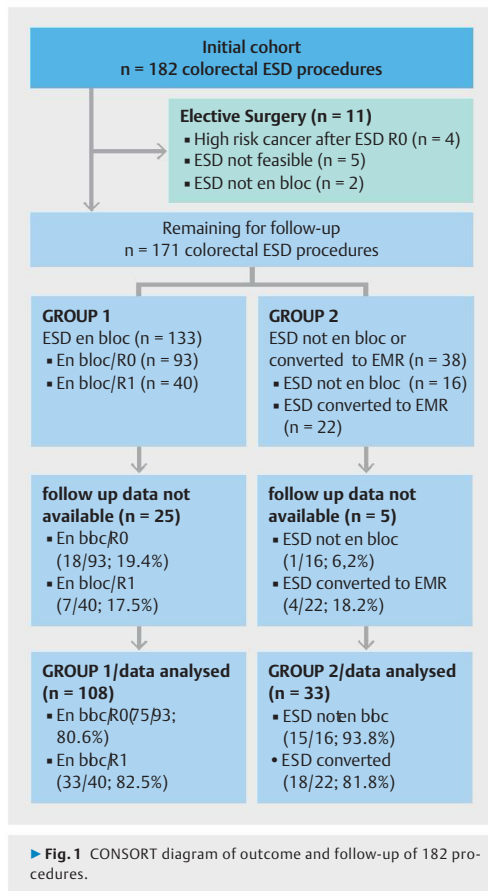 Initial cohort
n = 182 colorectal ESD procedures
Elective Surgery (n = 11)
▪ High risk cancer after ESD R0 (n = 4)
▪ ESD not feasible (n = 5)
▪ ESD not en bloc (n = 2)
Remaining for follow-up
n = 171 colorectal ESD procedures
GROUP 1
ESD en bloc (n = 133)
▪ En bloc/R0 (n = 93)
▪ En bloc/R1 (n = 40)
GROUP 2
ESD not en bloc or
converted to EMR (n = 38)
▪ ESD not en bloc (n = 16)
▪ ESD converted to EMR
(n = 22)
follow up data not
available (n = 25)
▪ En bbc/R0
(18/93; 19.4%)
▪ En bloc/R1
(7/40; 17.5%)
follow up data not
available (n = 5)
▪ ESD not en bloc
(1/16; 6,2%)
▪ ESD converted to EMR
(4/22; 18.2%)
GROUP 1/data analysed
(n = 108)
▪ En bbc/R0(75/93;
80.6%)
▪ En bbc/R1
(33/40; 82.5%)
GROUP 2/data analysed
(n = 33)
▪ ESD noten bbc
(15/16; 93.8%)
• ESD converted
(18/22; 81.8%)
▶ Fig. 1 CONSORT diagram of outcome and follow-up of 182 pro-
cedures.